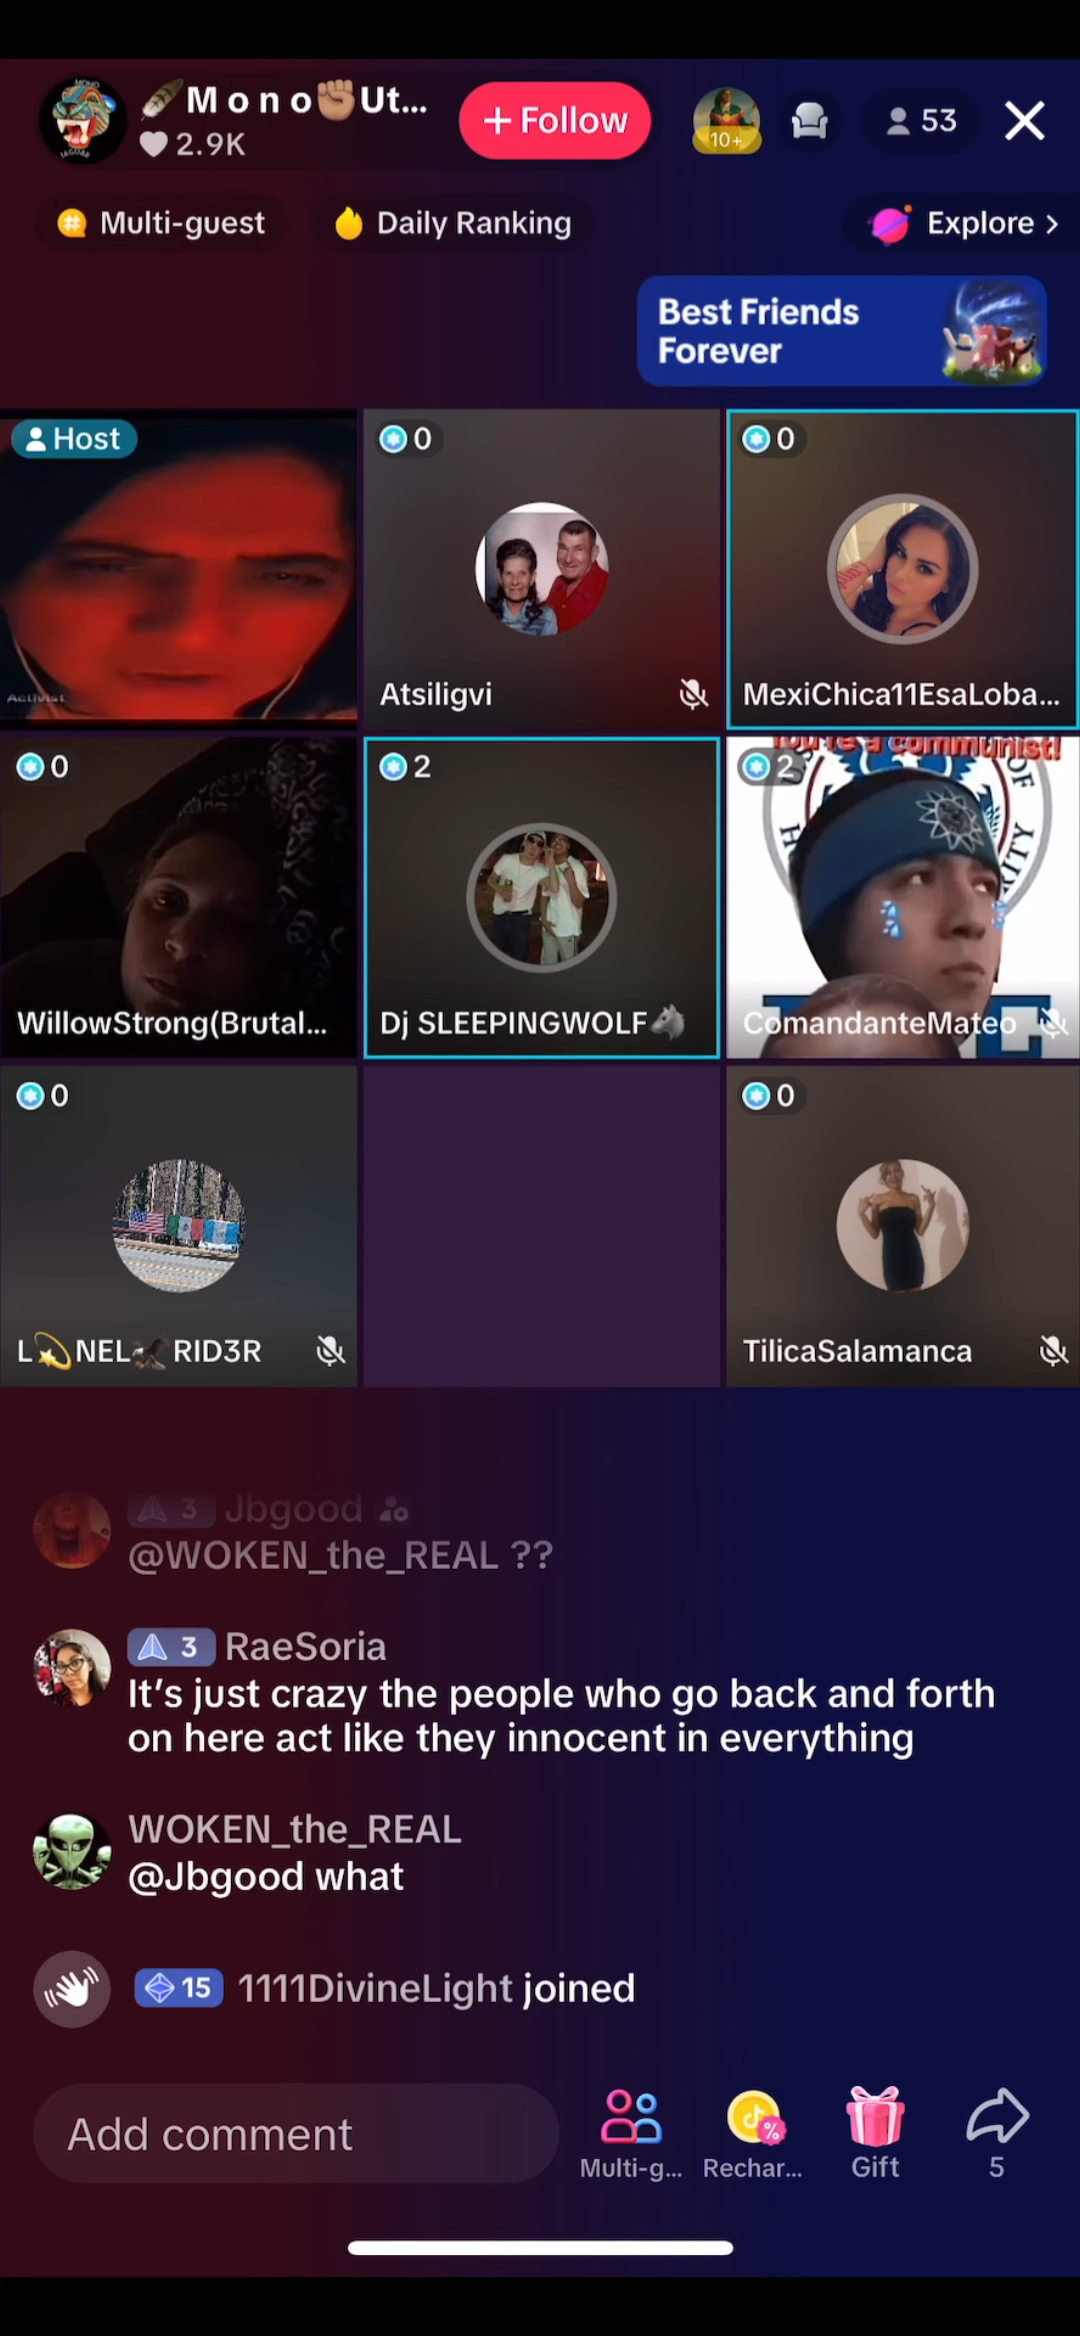 🪶M o n o✊🏽Ut...
2.9K
+ Follow
10+
53
Multi-guest
Daily Ranking
Explore >
Best Friends
Forever
Host
Activist
0
Atsiligvi
0
MexiChica11EsaLoba...
0
WillowStrong(Brutal...
2
Dj SLEEPINGWOLF🐺
You're a communist!
2
OF
ComandanteMateo
0
L💫NEL🦅RID3R
0
TilicaSalamanca
3 Jbgood
@WOKEN_the_REAL ??
3 RaeSoria
It's just crazy the people who go back and forth
on here act like they innocent in everything
WOKEN_the_REAL
@Jbgood what
15 1111DivineLight joined
Add comment
Multi-g...
Rechar...
Gift
5